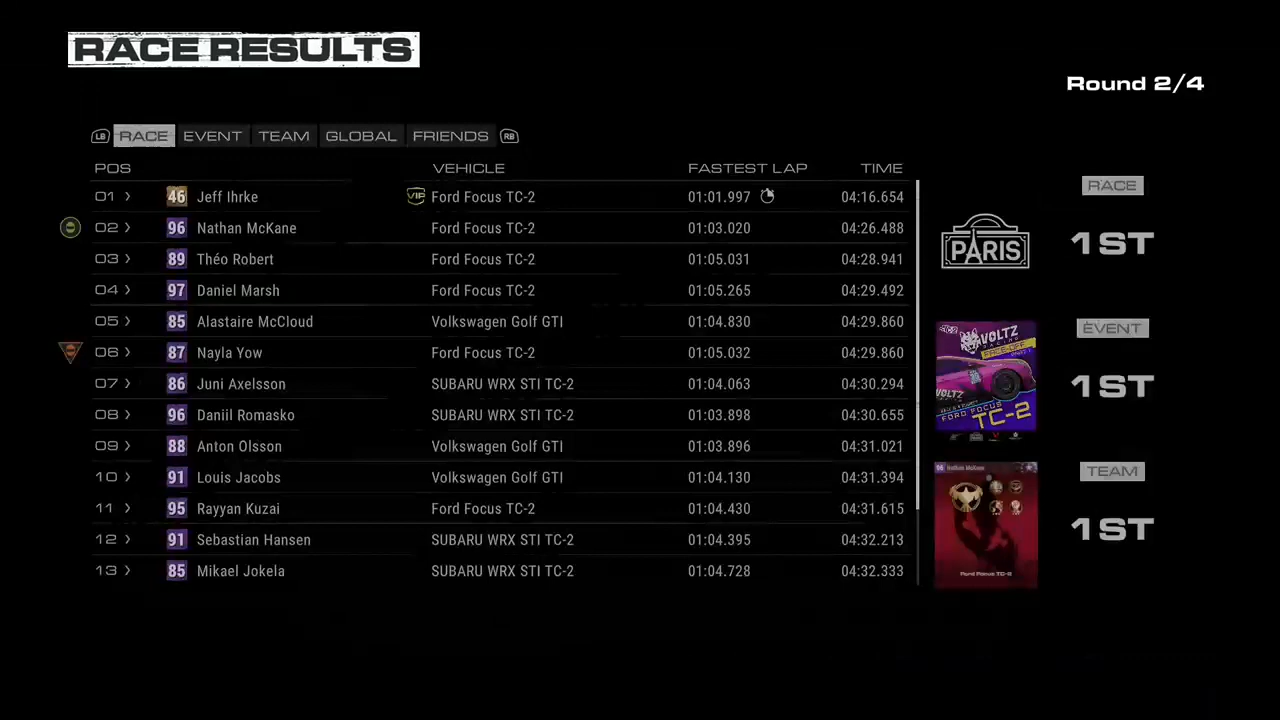 RACE RESULTS
Round 2/4
LB RACE EVENT TEAM GLOBAL FRIENDS RB
POS VEHICLE FASTEST LAP TIME
01 46 Jeff Ihrke VIP Ford Focus TC-2 01:01.997 04:16.654
02 96 Nathan McKane Ford Focus TC-2 01:03.020 04:26.488
03 89 Théo Robert Ford Focus TC-2 01:05.031 04:28.941
04 97 Daniel Marsh Ford Focus TC-2 01:05.265 04:29.492
05 85 Alastaire McCloud Volkswagen Golf GTI 01:04.830 04:29.860
06 87 Nayla Yow Ford Focus TC-2 01:05.032 04:29.860
07 86 Juni Axelsson SUBARU WRX STI TC-2 01:04.063 04:30.294
08 96 Daniil Romasko SUBARU WRX STI TC-2 01:03.898 04:30.655
09 88 Anton Olsson Volkswagen Golf GTI 01:03.896 04:31.021
10 91 Louis Jacobs Volkswagen Golf GTI 01:04.130 04:31.394
11 95 Rayyan Kuzai Ford Focus TC-2 01:04.430 04:31.615
12 91 Sebastian Hansen SUBARU WRX STI TC-2 01:04.395 04:32.213
13 85 Mikael Jokela SUBARU WRX STI TC-2 01:04.728 04:32.333
RACE
PARIS
1ST
EVENT
VOLTZ
RACING
FACE-OFF
VOLTZ
FORD FOCUS
TC-2
1ST
TEAM
96 Nathan McKane
1ST
Ford Focus TC-2